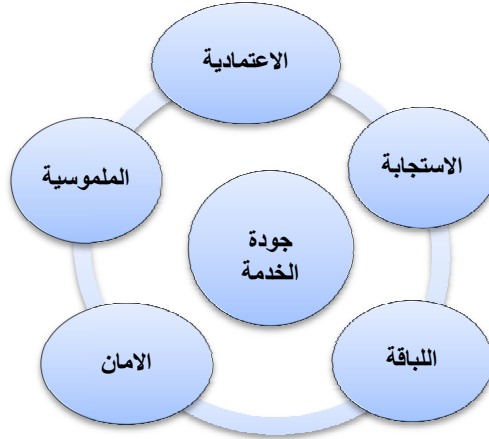 الاعتمادية
الاستجابة
الملموسية
جودة
الخدمة
اللباقة
الامان